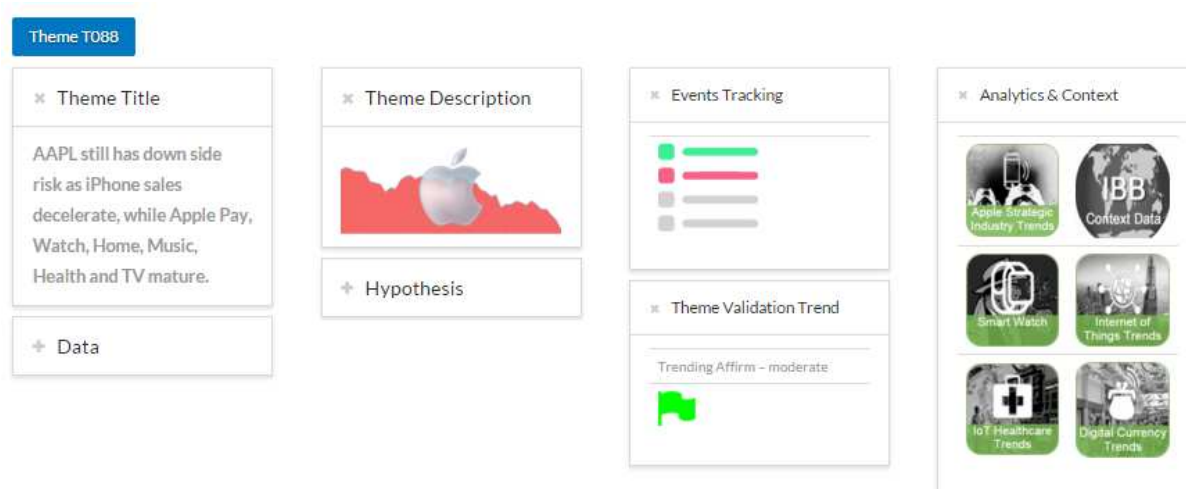 Theme T088
Theme Title
AAPL still has down side
risk as iPhone sales
decelerate, while Apple Pay,
Watch, Home, Music,
Health and TV mature.
Data
Theme Description
Hypothesis
Events Tracking
Theme Validation Trend
Trending Affirm – moderate
Analytics & Context
Apple Strategic
Industry Trends
IBB
Context Data
Smart Watch
Internet of
Things Trends
IoT Healthcare
Trends
Digital Currency
Trends